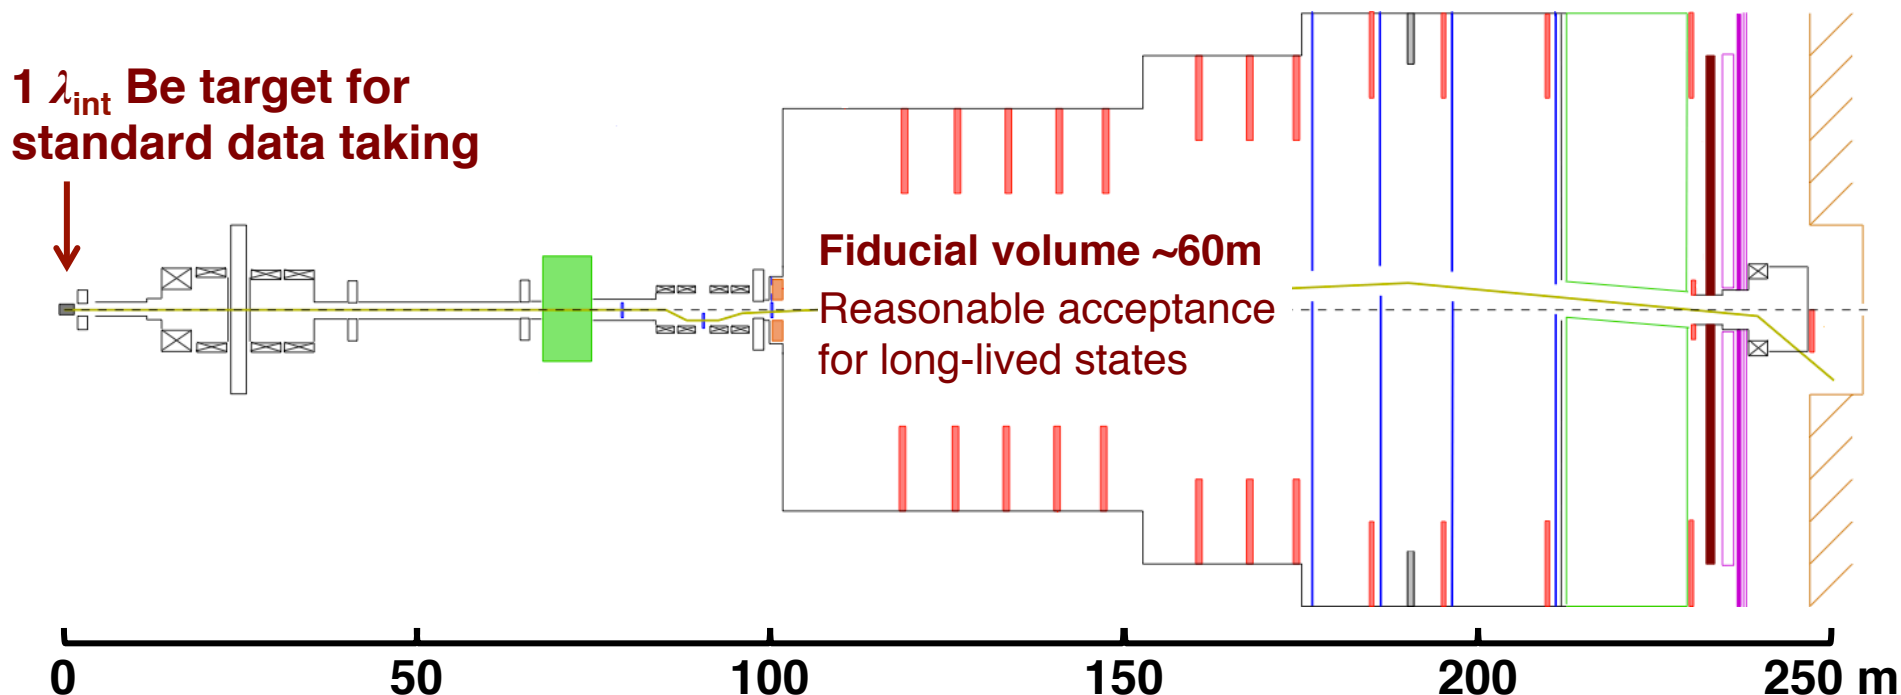 1 λint Be target for
standard data taking
Fiducial volume ~60m
Reasonable acceptance
for long-lived states
0 50 100 150 200 250 m